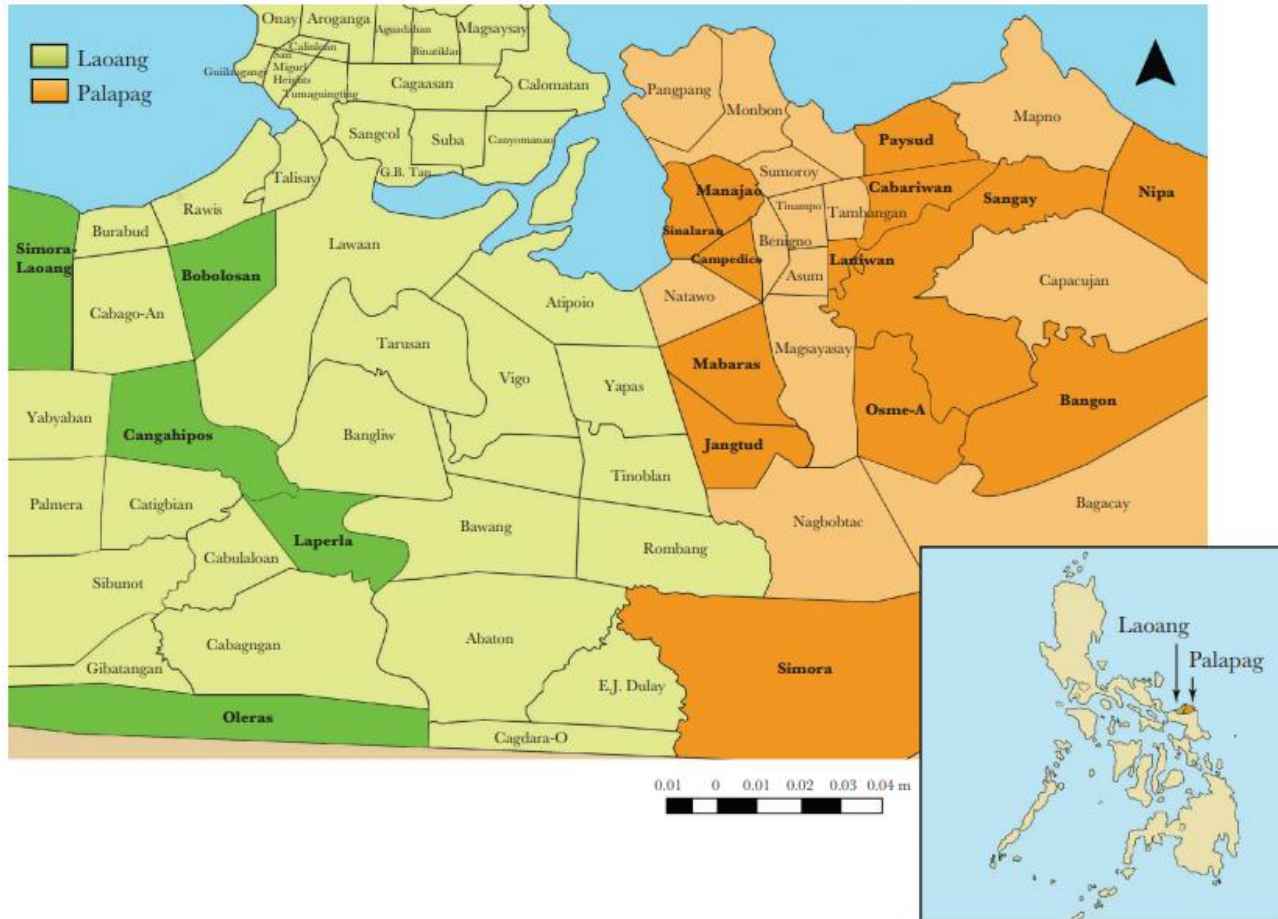 Laoang
Palapag
Onay
Aroganga
Aguadahan
Binatiklan
Magsaysay
Calinkuan
San
Miguel
Heights
Tumaguingting
Cagaasan
Calomatan
Sangcol
Suba
Canyomanao
G.B. Tan
Talisay
Rawis
Burabud
Simora-
Laoang
Bobolosan
Lawaan
Cabago-An
Atipoio
Tarusan
Vigo
Yapas
Yabyaban
Cangahipos
Bangliw
Tinoblan
Palmera
Catigbian
Laperla
Bawang
Rombang
Cabulaloan
Sibunot
Cabagngan
Abaton
Gibatangan
E.J. Dulay
Oleras
Cagdara-O
Pangpang
Monbon
Mapno
Paysud
Sumoroy
Manajao
Cabariwan
Sangay
Nipa
Tinampo
Tambangan
Sinalaran
Benigno
Campedico
Laniwan
Asum
Natawo
Capacujan
Magsayasay
Mabaras
Osme-A
Bangon
Jangtud
Nagbobtac
Bagacay
Simora
Laoang
Palapag
0.01 0 0.01 0.02 0.03 0.04 m